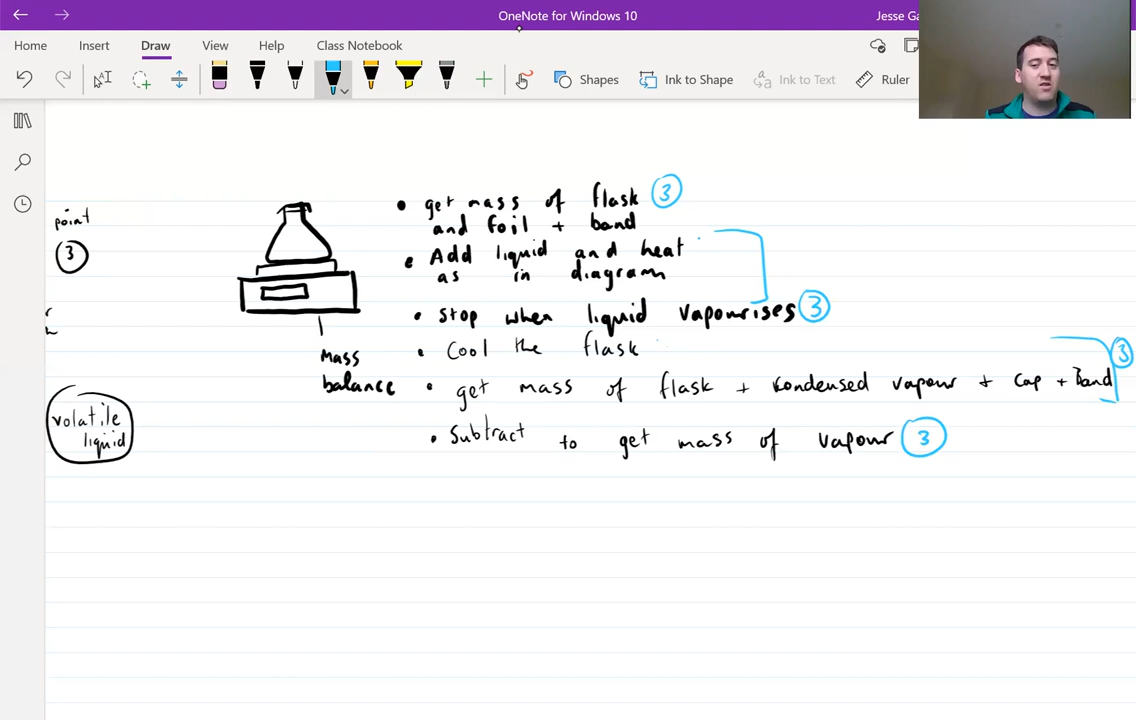 OneNote for Windows 10
Jesse Ga
Home Insert Draw View Help Class Notebook
Shapes Ink to Shape Ink to Text Ruler
• get mass of flask 3
and foil + band
• Add liquid and heat
as in diagram
• Stop when liquid vapourises 3
• Cool the flask
• get mass of flask + Kondensed vapour + cap + band 3
• Subtract to get mass of vapour 3
point
3
Mass
balance
volatile
liquid